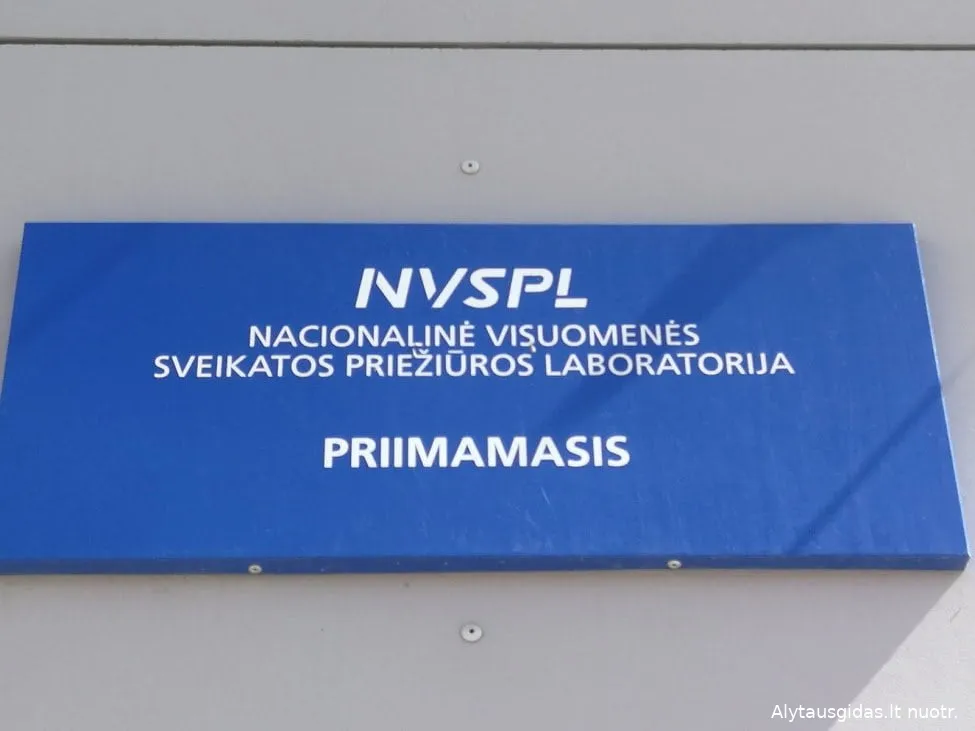 NVSPL
NACIONALINĖ VISUOMENĖS
SVEIKATOS PRIEŽIŪROS LABORATORIJA
PRIIMAMASIS
Alytausgidas.lt nuotr.